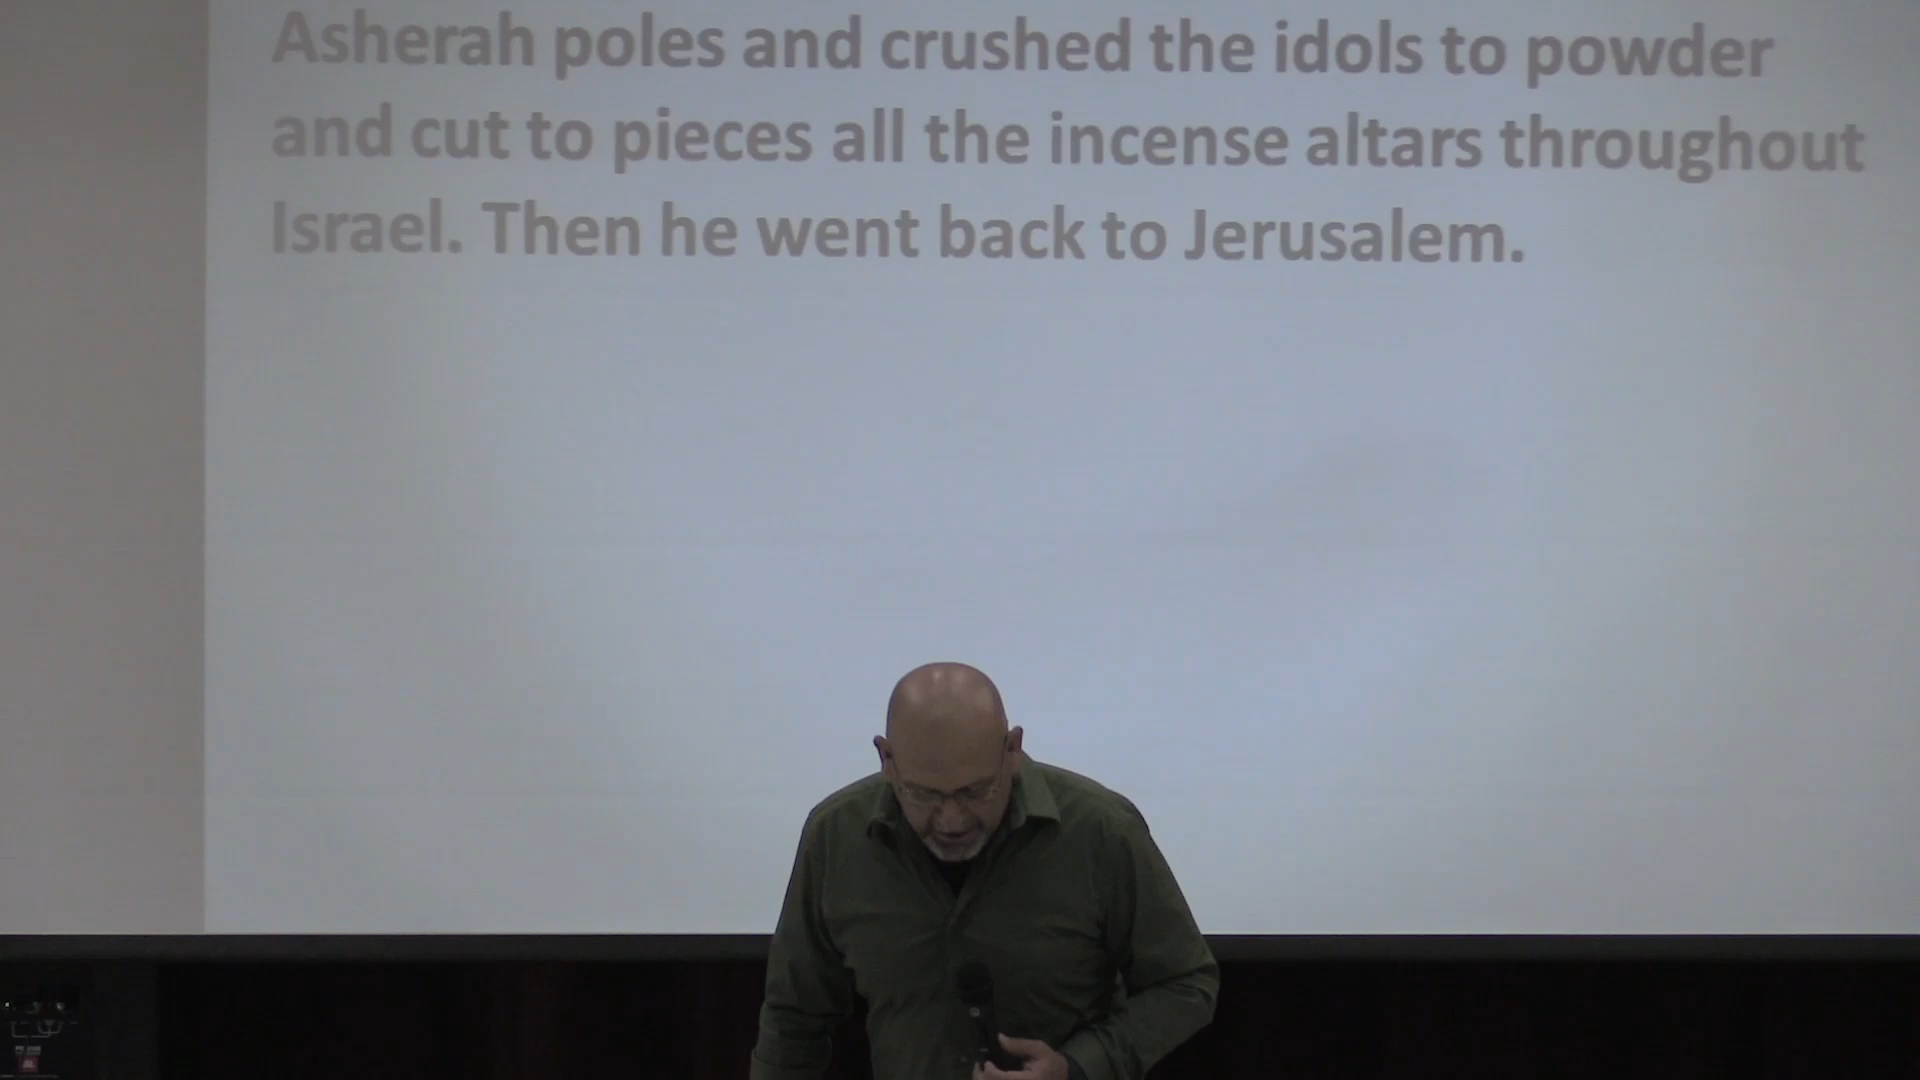 Asherah poles and crushed the idols to powder
and cut to pieces all the incense altars throughout
Israel. Then he went back to Jerusalem.